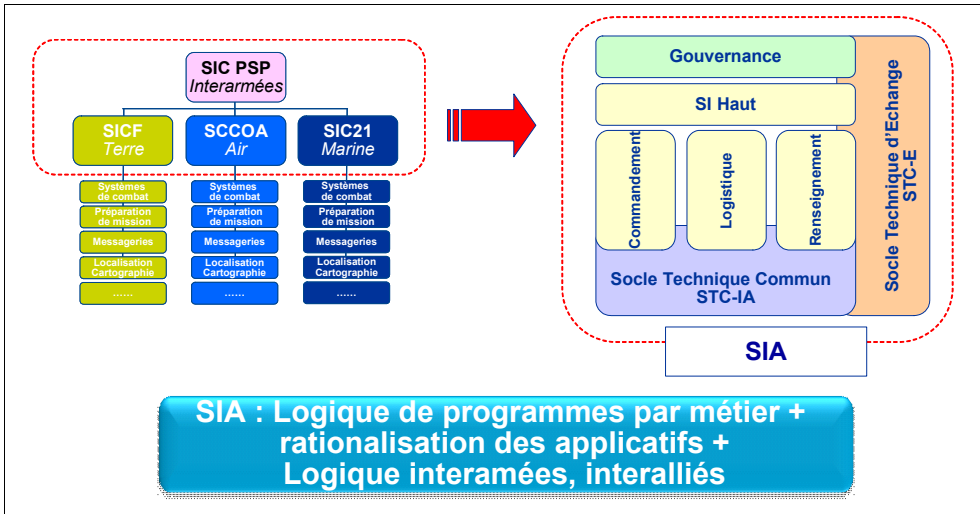 SIC PSP
Interarmées
SICF
Terre
SCCOA
Air
SIC21
Marine
Systèmes
de combat
Préparation
de mission
Messageries
Localisation
Cartographie
......
Systèmes
de combat
Préparation
de mission
Messageries
Localisation
Cartographie
......
Systèmes
de combat
Préparation
de mission
Messageries
Localisation
Cartographie
......
Gouvernance
SI Haut
Commandement
Logistique
Renseignement
Socle Technique Commun
STC-IA
Socle Technique d'Echange
STC-E
SIA
SIA : Logique de programmes par métier +
rationalisation des applicatifs +
Logique interamées, interalliés